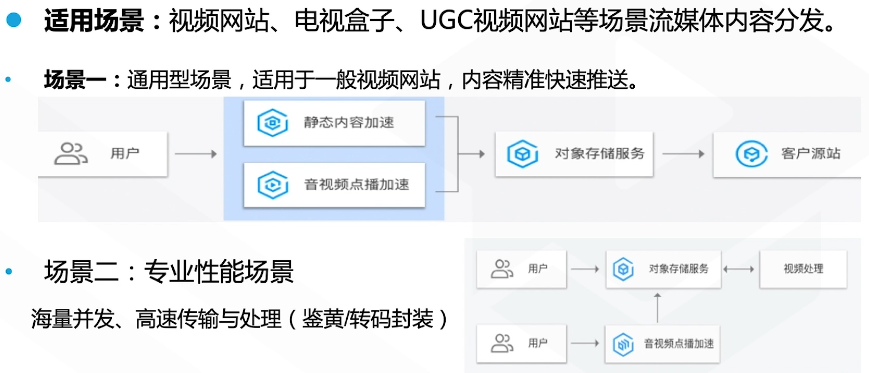 适用场景：视频网站、电视盒子、UGC视频网站等场景流媒体内容分发。
场景一：通用型场景，适用于一般视频网站，内容精准快速推送。
用户
静态内容加速
音视频点播加速
对象存储服务
客户源站
场景二：专业性能场景
海量并发、高速传输与处理（鉴黄/转码封装）
用户
对象存储服务
视频处理
用户
音视频点播加速